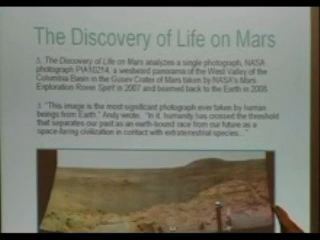 The Discovery of Life on Mars
5. The Discovery of Life on Mars analyzes a single photograph, NASA
photograph PIA10214, a westward panorama of the West Valley of the
Columbia Basin in the Gusev Crater of Mars taken by NASA's Mars
Exploration Rover Spirit in 2007 and beamed back to the Earth in 2008.
"This image is the most significant photograph ever taken by human
beings from Earth," Andy wrote. "In it, humanity has crossed the threshold
that separates our past as an earth-bound race from our future as a
space-faring civilization in contact with extraterrestrial species..."